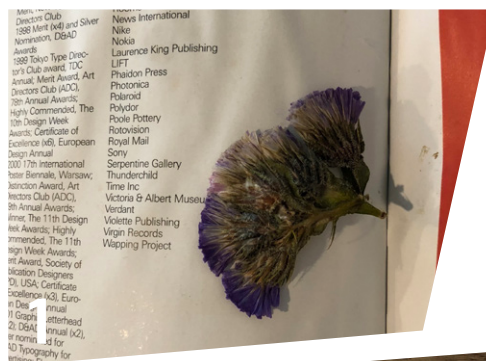 Directors Club
1998 Merit (x4) and Silver
Nomination, D&AD
Awards
1999 Tokyo Type Direc-
tor's Club award, TDC
Annual; Merit Award, Art
Directors Club (ADC),
78th Annual Awards;
Highly Commended, The
10th Design Week
Awards; Certificate of
Excellence (x6), European
Design Annual
2000 17th International
Poster Biennale, Warsaw;
Distinction Award, Art
Directors Club (ADC),
Annual Awards;
Winner, The 11th Design
Week Awards; Highly
Commended, The 11th
Design Week Awards;
Merit Award, Society of
Publication Designers
USA; Certificate
Excellence (x3), Euro-
Annual
Letterhead
D&AD Annual (x2),
for
Typography for
News International
Nike
Nokia
Laurence King Publishing
LIFT
Phaidon Press
Photonica
Polaroid
Polydor
Poole Pottery
Rotovision
Royal Mail
Sony
Serpentine Gallery
Thunderchild
Time Inc
Victoria & Albert Museu
Verdant
Violette Publishing
Virgin Records
Wapping Project
1